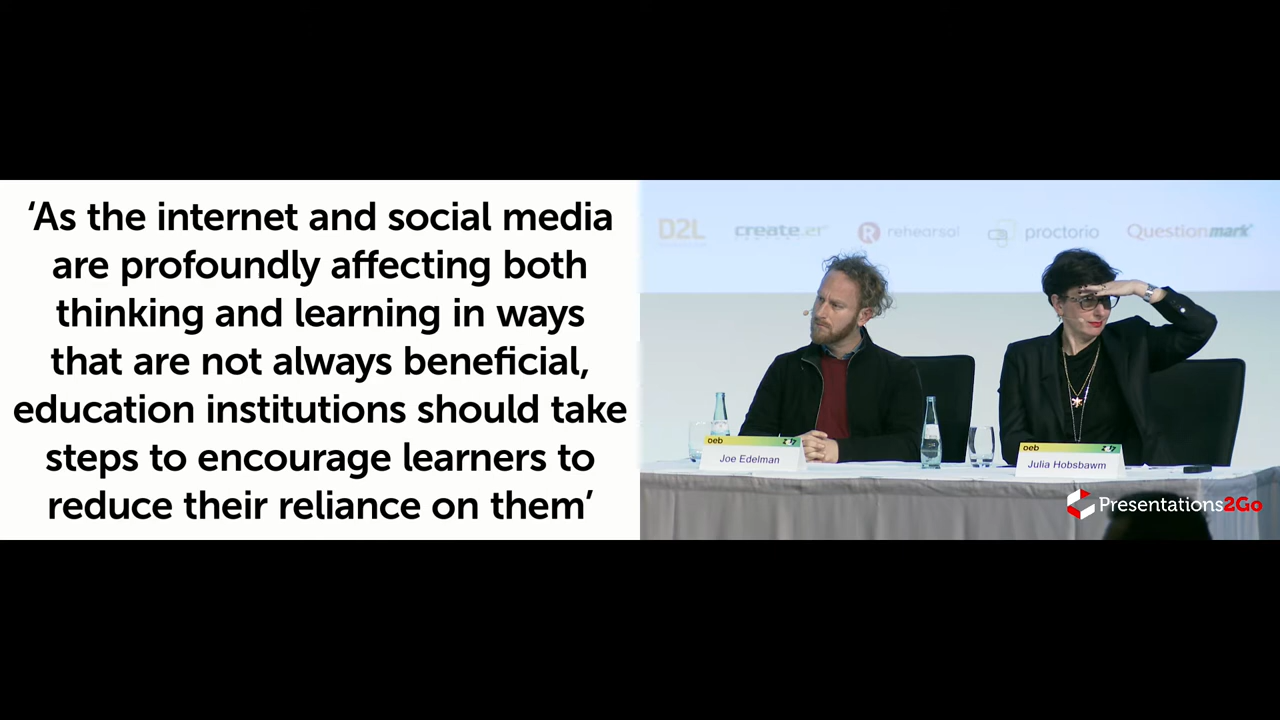 ‘As the internet and social media
are profoundly affecting both
thinking and learning in ways
that are not always beneficial,
education institutions should take
steps to encourage learners to
reduce their reliance on them’
D2L
create
rehearsal
proctorio
Questionmark
oeb
Joe Edelman
oeb
Julia Hobsbawm
Presentations2Go